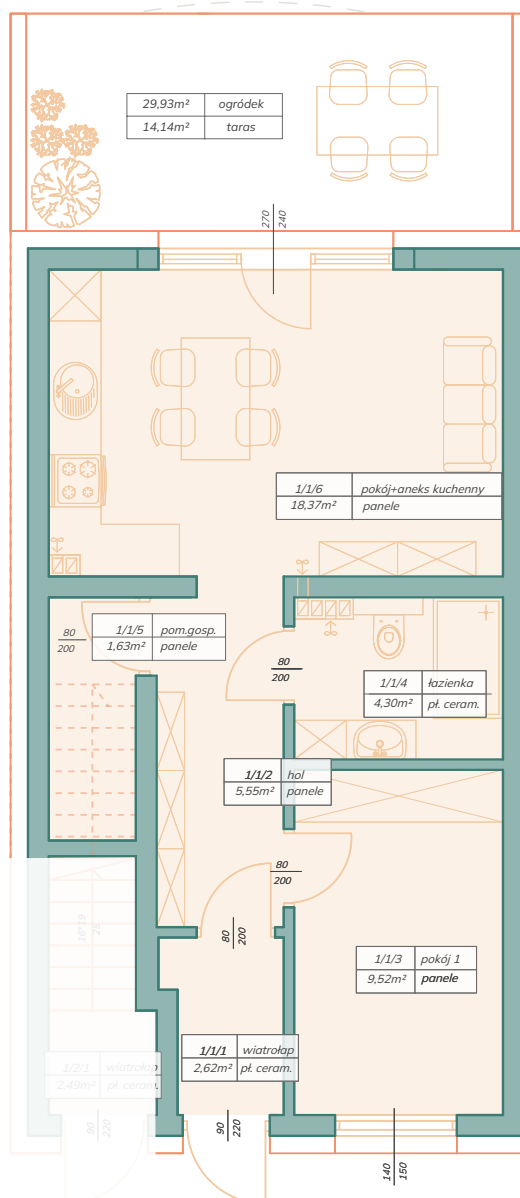 29,93m² ogródek
14,14m² taras
270
240
1/1/6 pokój+aneks kuchenny
18,37m² panele
80
200
1/1/5 pom.gosp.
1,63m² panele
80
200
1/1/4 łazienka
4,30m² pł. ceram.
1/1/2 hol
5,55m² panele
80
200
16*19
25
80
200
1/1/3 pokój 1
9,52m² panele
1/1/1 wiatrołap
2,62m² pł. ceram.
1/2/1 wiatrołap
2,49m² pł. ceram.
90
220
90
220
140
150